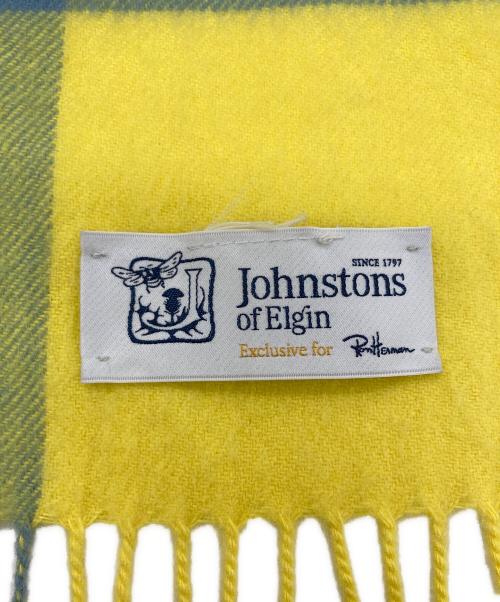 SINCE 1797
Johnstons
of Elgin
Exclusive for Ron Herman